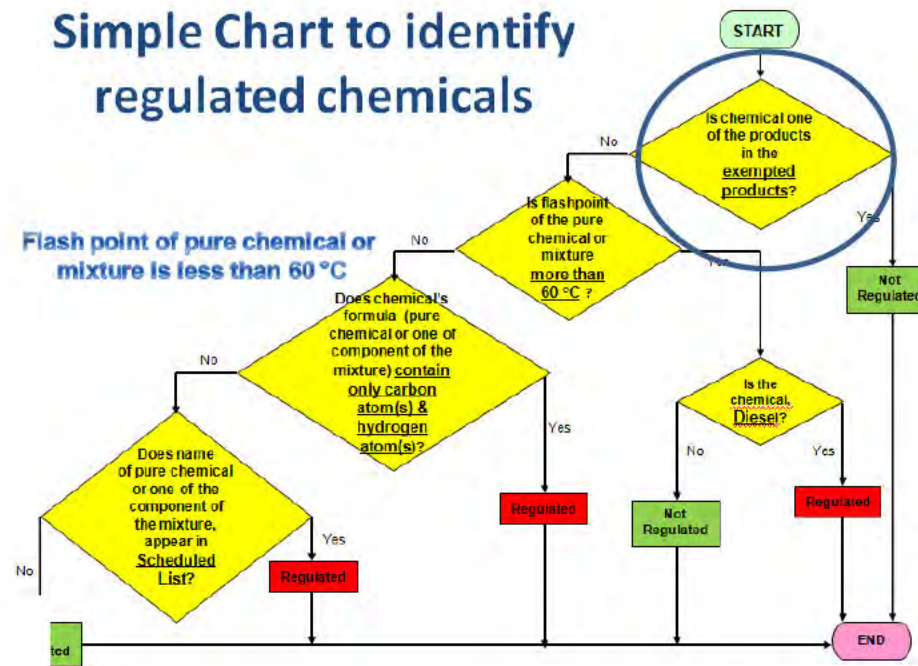 Simple Chart to identify
regulated chemicals
START
Is chemical one
of the products
in the
exempted
products?
No
Yes
Not
Regulated
Is flashpoint
of the pure
chemical or
mixture
more than
60 °C ?
No
Yes
Flash point of pure chemical or
mixture is less than 60 °C
Does chemical's
formula (pure
chemical or one of
component of the
mixture) contain
only carbon
atom(s) &
hydrogen
atom(s)?
No
Yes
Regulated
Is the
chemical,
Diesel?
No
Yes
Not
Regulated
Regulated
Does name
of pure chemical
or one of the
component of
the mixture,
appear in
Scheduled
List?
No
Yes
Regulated
ted
END